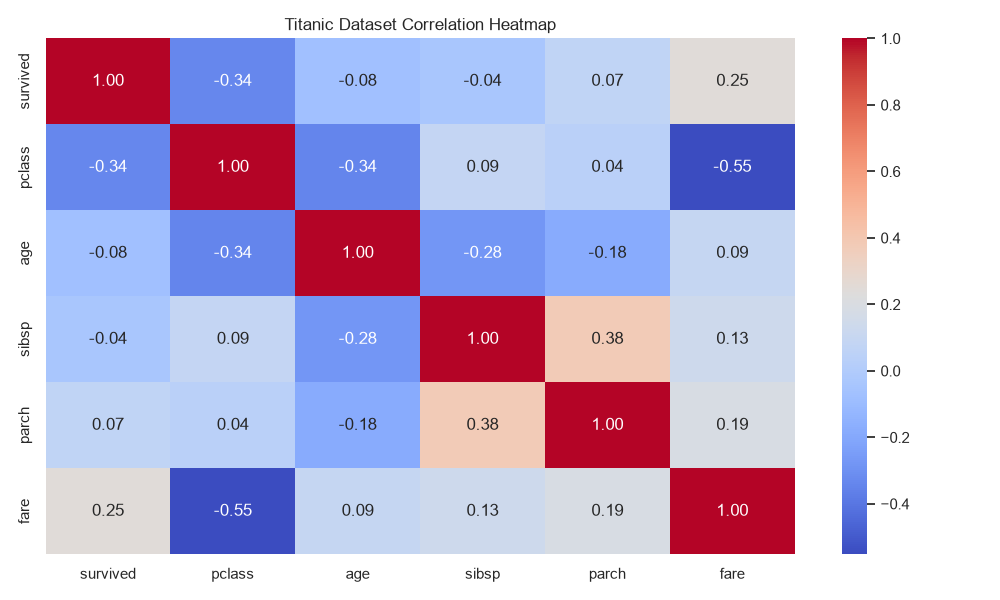 Titanic Dataset Correlation Heatmap
survived 1.00 -0.34 -0.08 -0.04 0.07 0.25
pclass -0.34 1.00 -0.34 0.09 0.04 -0.55
age -0.08 -0.34 1.00 -0.28 -0.18 0.09
sibsp -0.04 0.09 -0.28 1.00 0.38 0.13
parch 0.07 0.04 -0.18 0.38 1.00 0.19
fare 0.25 -0.55 0.09 0.13 0.19 1.00
survived pclass age sibsp parch fare
1.0
0.8
0.6
0.4
0.2
0.0
−0.2
−0.4